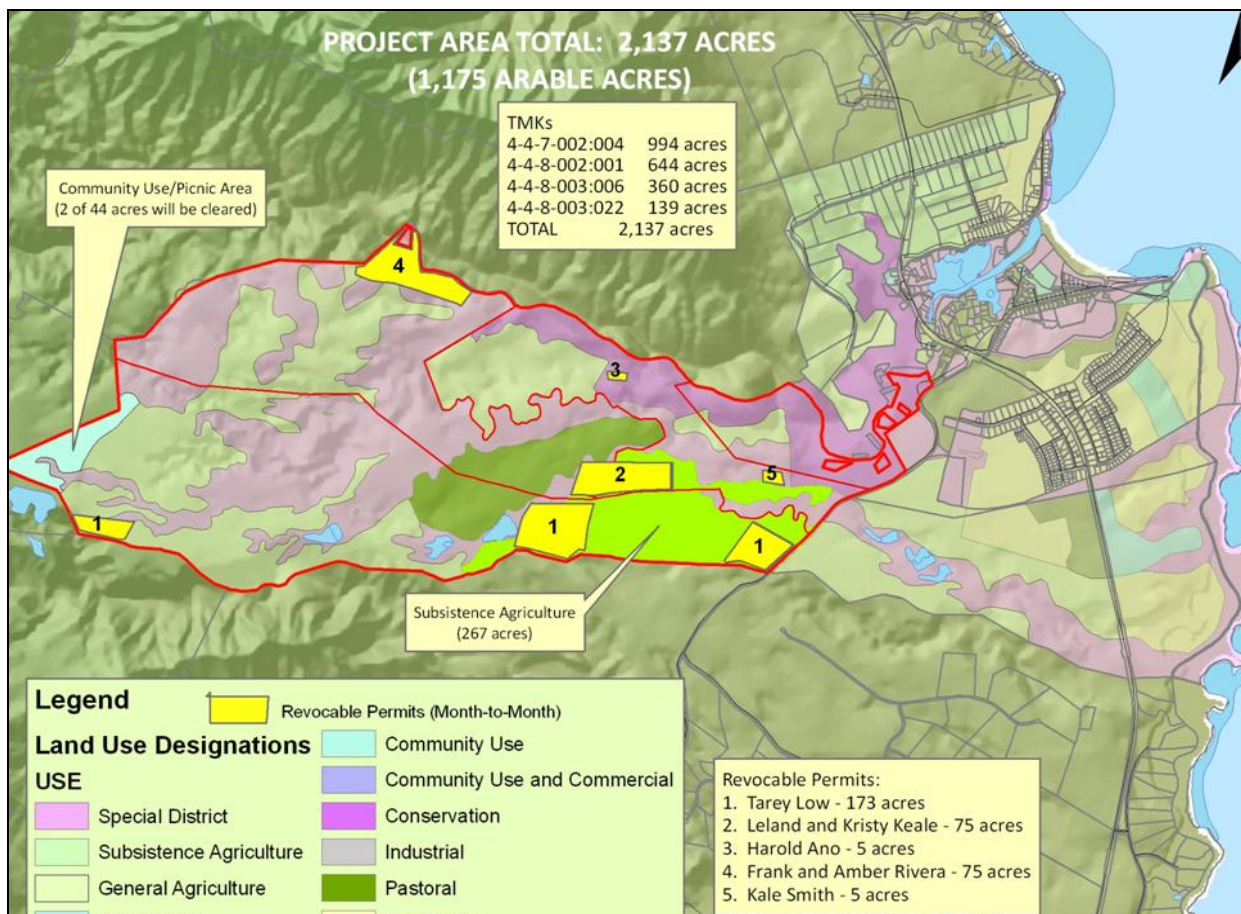 PROJECT AREA TOTAL: 2,137 ACRES
(1,175 ARABLE ACRES)
TMKs
4-4-7-002:004 994 acres
4-4-8-002:001 644 acres
4-4-8-003:006 360 acres
4-4-8-003:022 139 acres
TOTAL 2,137 acres
Community Use/Picnic Area
(2 of 44 acres will be cleared)
4
3
2
5
1
1
1
Subsistence Agriculture
(267 acres)
Legend
Revocable Permits (Month-to-Month)
Land Use Designations
USE
Special District
Subsistence Agriculture
General Agriculture
Community Use
Community Use and Commercial
Conservation
Industrial
Pastoral
Revocable Permits:
1. Tarey Low - 173 acres
2. Leland and Kristy Keale - 75 acres
3. Harold Ano - 5 acres
4. Frank and Amber Rivera - 75 acres
5. Kale Smith - 5 acres